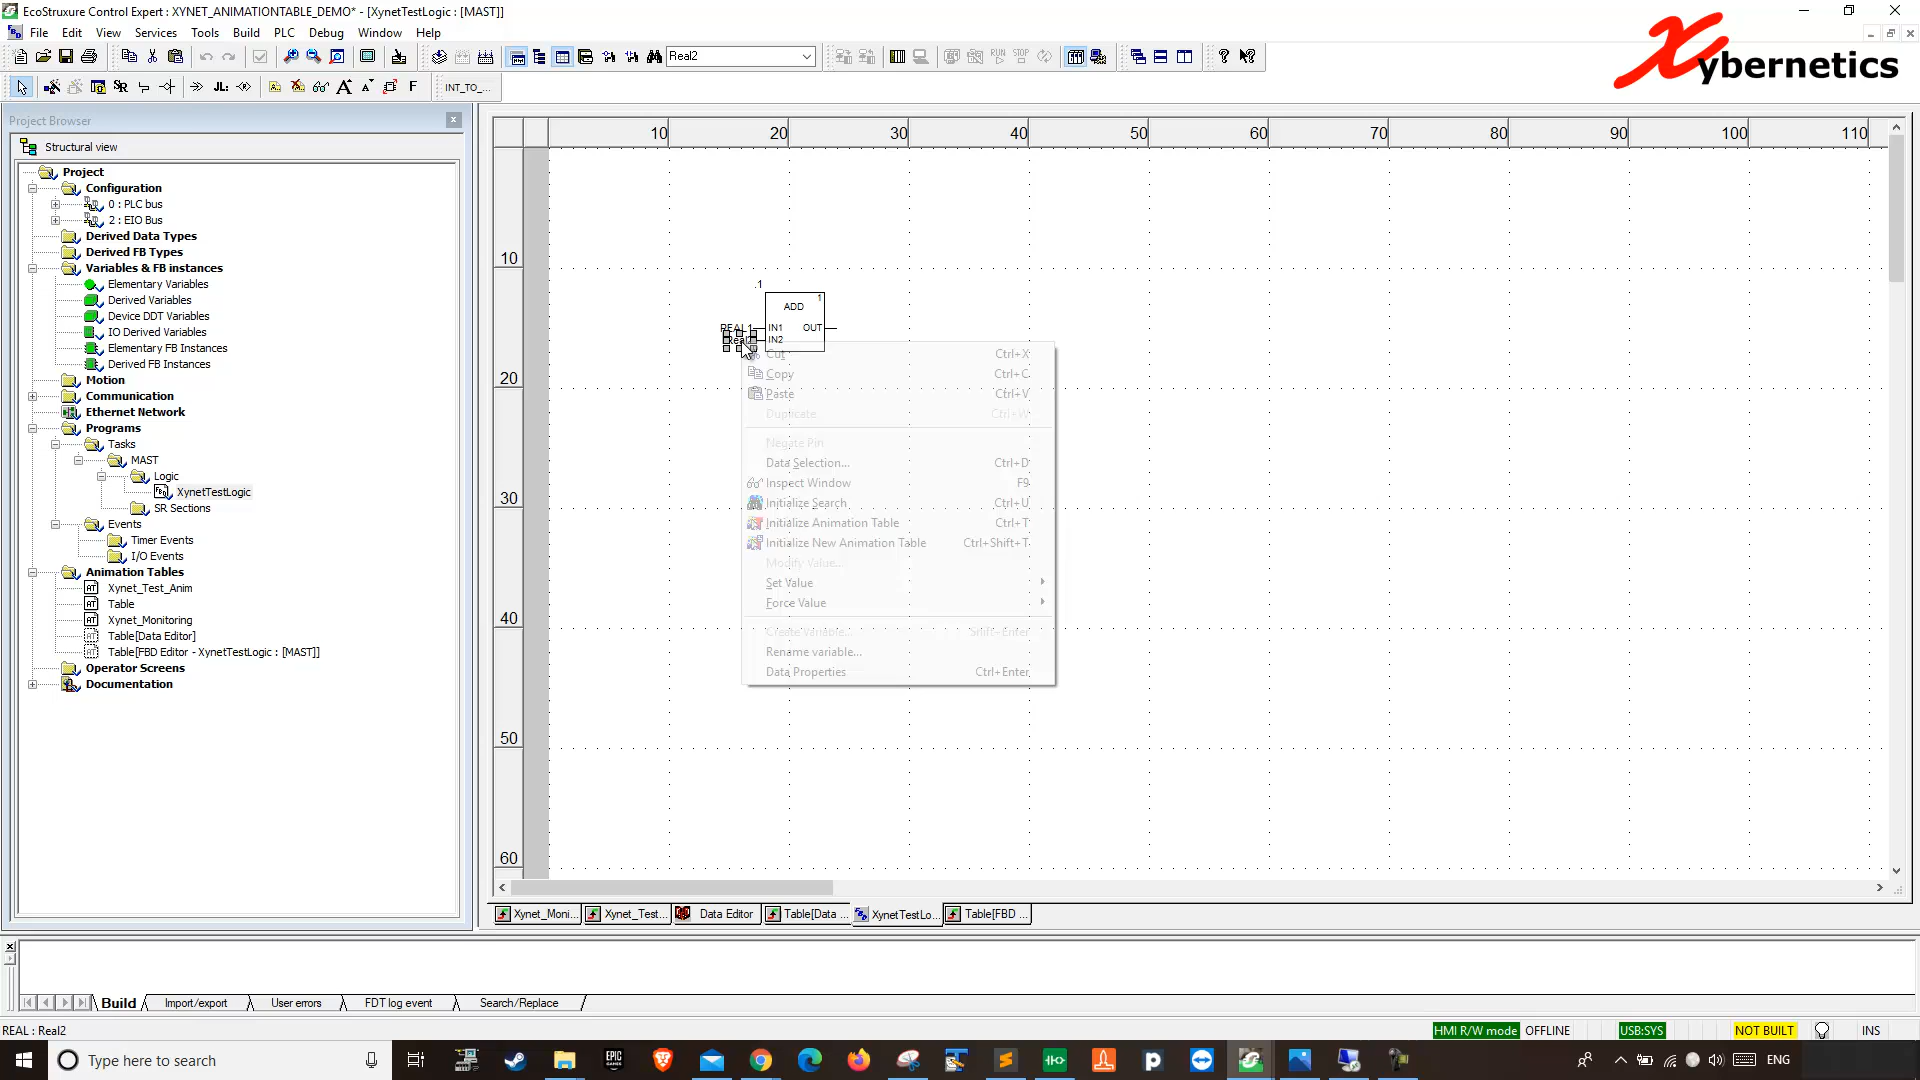 EcoStruxure Control Expert : XYNET_ANIMATIONTABLE_DEMO* - [XynetTestLogic : [MAST]]
File Edit View Services Tools Build PLC Debug Window Help
Real2
Xybernetics
INT_TO_...
Project Browser
Structural view
10 20 30 40 50 60 70 80 90 100 110
Project
Configuration
0 : PLC bus
2 : EIO Bus
Derived Data Types
Derived FB Types
Variables & FB instances
Elementary Variables
Derived Variables
Device DDT Variables
IO Derived Variables
Elementary FB Instances
Derived FB Instances
Motion
Communication
Ethernet Network
Programs
Tasks
MAST
Logic
XynetTestLogic
SR Sections
Events
Timer Events
I/O Events
Animation Tables
Xynet_Test_Anim
Table
Xynet_Monitoring
Table[Data Editor]
Table[FBD Editor - XynetTestLogic : [MAST]]
Operator Screens
Documentation
10
20
30
40
50
60
.1
1
ADD
REAL1 IN1 OUT
Real2 IN2
Cut Ctrl+X
Copy Ctrl+C
Paste Ctrl+V
Duplicate Ctrl+W
Negate Pin
Data Selection... Ctrl+D
Inspect Window F9
Initialize Search Ctrl+U
Initialize Animation Table Ctrl+T
Initialize New Animation Table Ctrl+Shift+T
Modify Value...
Set Value
Force Value
Create Variable... Shift+Enter
Rename variable...
Data Properties Ctrl+Enter
Xynet_Moni... Xynet_Test... Data Editor Table[Data ... XynetTestLo... Table[FBD ...
Build Import/export User errors FDT log event Search/Replace
REAL : Real2
HMI R/W mode OFFLINE USB:SYS NOT BUILT INS
Type here to search
EPIC GAMES
ENG